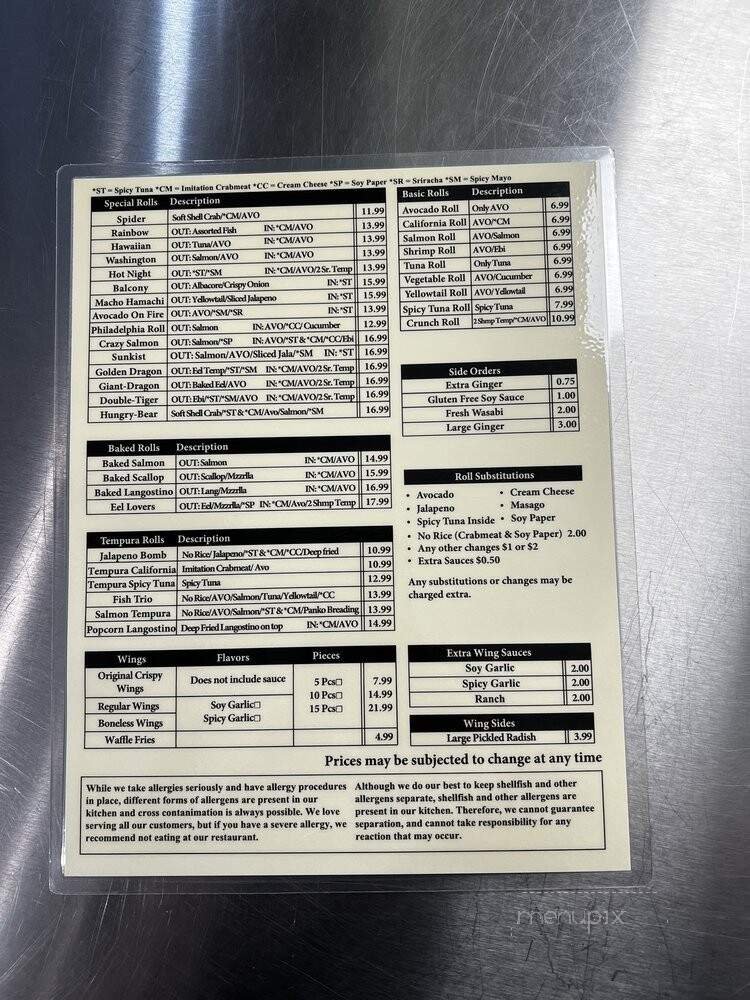 *ST = Spicy Tuna *CM = Imitation Crabmeat *CC = Cream Cheese *SP = Soy Paper *SR = Sriracha *SM = Spicy Mayo
Special Rolls Description
Spider Soft Shell Crab/*CM/AVO 11.99
Rainbow OUT: Assorted Fish IN: *CM/AVO 13.99
Hawaiian OUT: Tuna/AVO IN: *CM/AVO 13.99
Washington OUT: Salmon/AVO IN: *CM/AVO 13.99
Hot Night OUT: *ST/*SM IN: *CM/AVO/2 Sr. Temp 13.99
Balcony OUT: Albacore/Crispy Onion IN: *ST 15.99
Macho Hamachi OUT: Yellowtail/Sliced Jalapeno IN: *ST 15.99
Avocado On Fire OUT: AVO/*SM/*SR IN: *ST 13.99
Philadelphia Roll OUT: Salmon IN: AVO/*CC/ Cucumber 12.99
Crazy Salmon OUT: Salmon/*SP IN: AVO/*ST & *CM/*CC/Ebi 16.99
Sunkist OUT: Salmon/AVO/Sliced Jala/*SM IN: *ST 16.99
Golden Dragon OUT: Eel Temp/*ST/*SM IN: *CM/AVO/2 Sr. Temp 16.99
Giant-Dragon OUT: Baked Eel/AVO IN: *CM/AVO/2 Sr. Temp 16.99
Double-Tiger OUT: Ebi/*ST/*SM/AVO IN: *CM/AVO/2 Sr. Temp 16.99
Hungry-Bear Soft Shell Crab/*ST & *CM/Avo/Salmon/*SM 16.99
Baked Rolls Description
Baked Salmon OUT: Salmon IN: *CM/AVO 14.99
Baked Scallop OUT: Scallop/Mzzrlla IN: *CM/AVO 15.99
Baked Langostino OUT: Lang/Mzzrlla IN: *CM/AVO 16.99
Eel Lovers OUT: Eel/Mzzrlla/*SP IN: *CM/Avo/2 Shmp Temp 17.99
Tempura Rolls Description
Jalapeno Bomb No Rice/ Jalapeno/*ST & *CM/*CC/Deep fried 10.99
Tempura California Imitation Crabmeat/ Avo 10.99
Tempura Spicy Tuna Spicy Tuna 12.99
Fish Trio No Rice/AVO/Salmon/Tuna/Yellowtail/*CC 13.99
Salmon Tempura No Rice/AVO/Salmon/*ST & *CM/Panko Breading 13.99
Popcorn Langostino Deep Fried Langostino on top IN: *CM/AVO 14.99
Wings Flavors Pieces
Original Crispy
Wings
Does not include sauce
5 Pcs□ 7.99
10 Pcs□ 14.99
15 Pcs□ 21.99
Regular Wings
Boneless Wings
Soy Garlic□
Spicy Garlic□
Waffle Fries 4.99
Basic Rolls Description
Avocado Roll Only AVO 6.99
California Roll AVO/*CM 6.99
Salmon Roll AVO/Salmon 6.99
Shrimp Roll AVO/Ebi 6.99
Tuna Roll Only Tuna 6.99
Vegetable Roll AVO/Cucumber 6.99
Yellowtail Roll AVO/ Yellowtail 6.99
Spicy Tuna Roll Spicy Tuna 7.99
Crunch Roll 2 Shmp Temp/*CM/AVO 10.99
Side Orders
Extra Ginger 0.75
Gluten Free Soy Sauce 1.00
Fresh Wasabi 2.00
Large Ginger 3.00
Roll Substitutions
• Avocado • Cream Cheese
• Jalapeno • Masago
• Spicy Tuna Inside • Soy Paper
• No Rice (Crabmeat & Soy Paper) 2.00
• Any other changes $1 or $2
• Extra Sauces $0.50
Any substitutions or changes may be
charged extra.
Extra Wing Sauces
Soy Garlic 2.00
Spicy Garlic 2.00
Ranch 2.00
Wing Sides
Large Pickled Radish 3.99
Prices may be subjected to change at any time
While we take allergies seriously and have allergy procedures
in place, different forms of allergens are present in our
kitchen and cross contanimation is always possible. We love
serving all our customers, but if you have a severe allergy, we
recommend not eating at our restaurant.
Although we do our best to keep shellfish and other
allergens separate, shellfish and other allergens are
present in our kitchen. We cannot guarantee
separation, and cannot take responsibility for any
reaction that may occur.
menupix